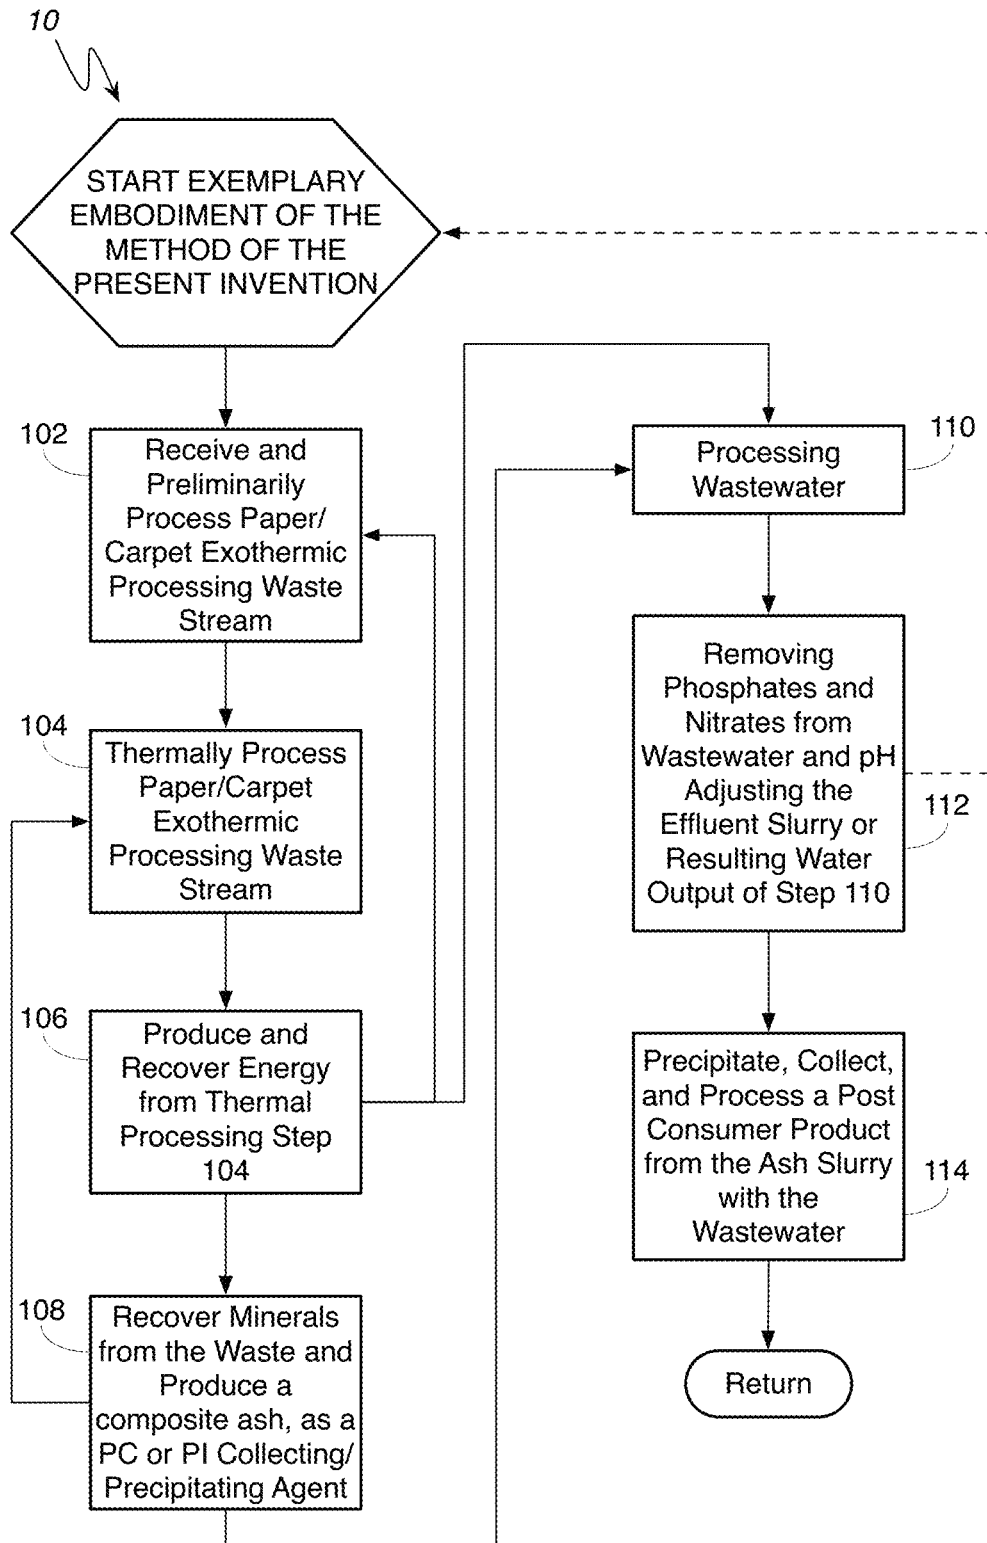 10
START EXEMPLARY
EMBODIMENT OF THE
METHOD OF THE
PRESENT INVENTION
102
Receive and
Preliminarily
Process Paper/
Carpet Exothermic
Processing Waste
Stream
104
Thermally Process
Paper/Carpet
Exothermic
Processing Waste
Stream
106
Produce and
Recover Energy
from Thermal
Processing Step
104
108
Recover Minerals
from the Waste and
Produce a
composite ash, as a
PC or PI Collecting/
Precipitating Agent
110
Processing
Wastewater
Removing
Phosphates and
Nitrates from
Wastewater and pH
Adjusting the
Effluent Slurry or
Resulting Water
Output of Step 110
112
Precipitate, Collect,
and Process a Post
Consumer Product
from the Ash Slurry
with the
Wastewater
114
Return